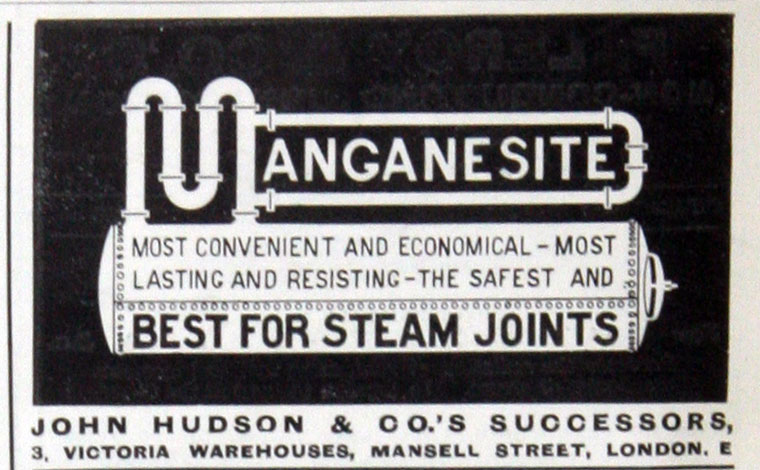 MANGANESITE
MOST CONVENIENT AND ECONOMICAL – MOST
LASTING AND RESISTING – THE SAFEST AND
BEST FOR STEAM JOINTS
JOHN HUDSON & CO.'S SUCCESSORS,
3, VICTORIA WAREHOUSES, MANSELL STREET, LONDON. E